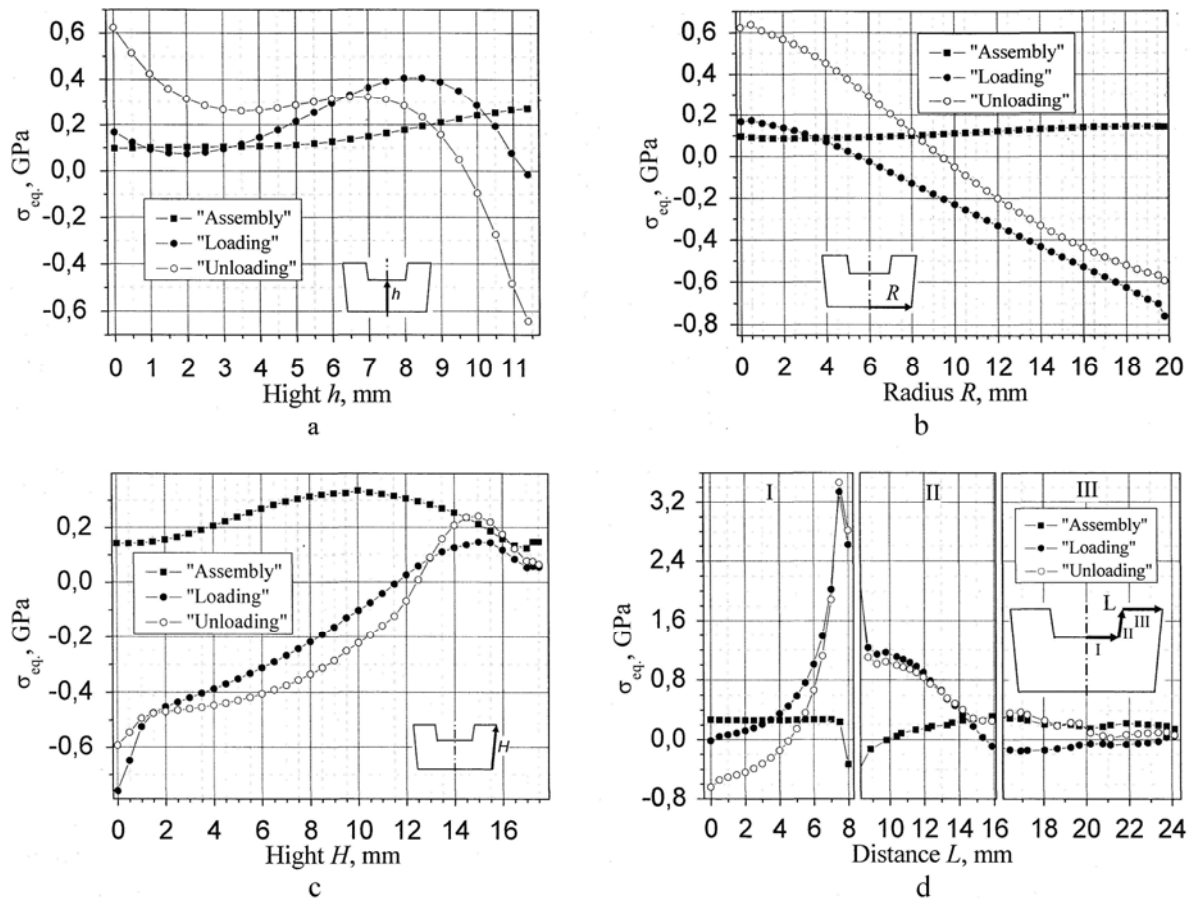 0,6
0,4
0,2
0,0
-0,2
-0,4
-0,6
σeq., GPa
"Assembly"
"Loading"
"Unloading"
h
0 1 2 3 4 5 6 7 8 9 10 11
Hight h, mm
a
0,6
0,4
0,2
0,0
-0,2
-0,4
-0,6
-0,8
σeq., GPa
"Assembly"
"Loading"
"Unloading"
R
0 2 4 6 8 10 12 14 16 18 20
Radius R, mm
b
0,2
0,0
-0,2
-0,4
-0,6
σeq., GPa
"Assembly"
"Loading"
"Unloading"
H
0 2 4 6 8 10 12 14 16
Hight H, mm
c
3,2
2,4
1,6
0,8
0,0
-0,8
σeq., GPa
I
II
III
"Assembly"
"Loading"
"Unloading"
L
III
II
I
0 2 4 6 8 10 12 14 16 18 20 22 24
Distance L, mm
d